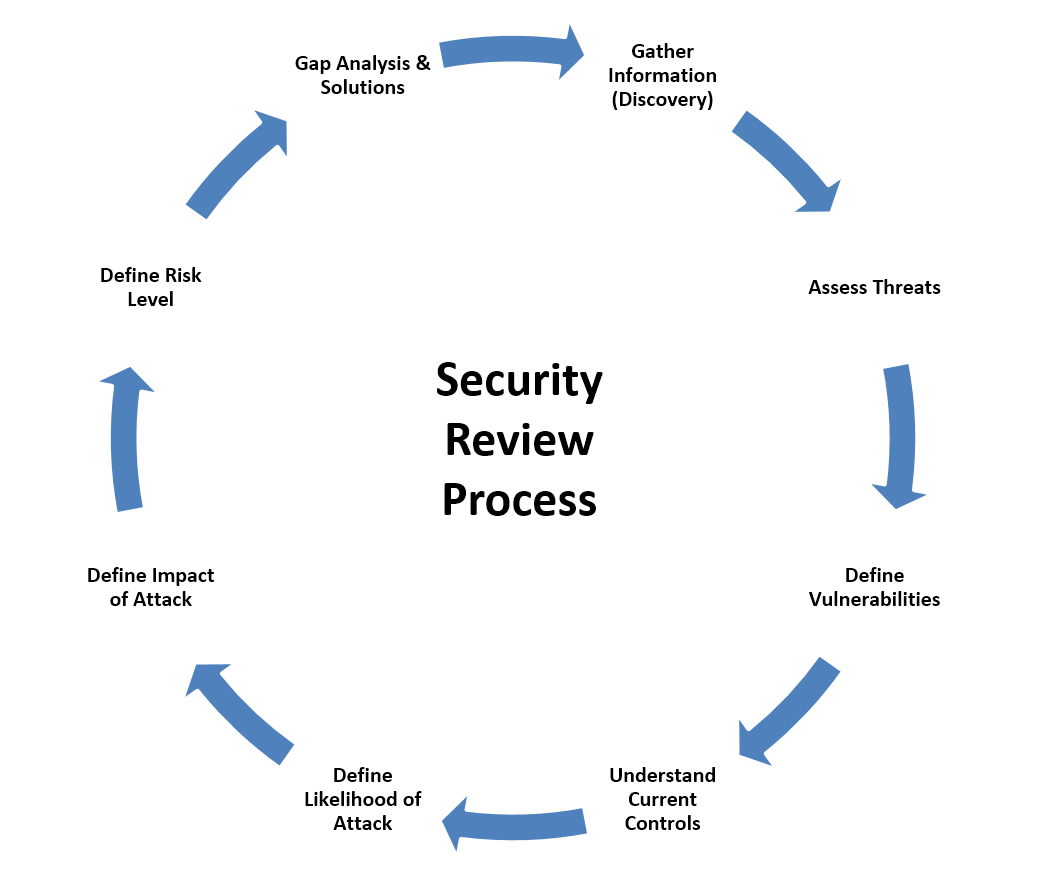 Gap Analysis &
Solutions
Gather
Information
(Discovery)
Assess Threats
Define
Vulnerabilities
Understand
Current
Controls
Define
Likelihood of
Attack
Define Impact
of Attack
Define Risk
Level
Security
Review
Process